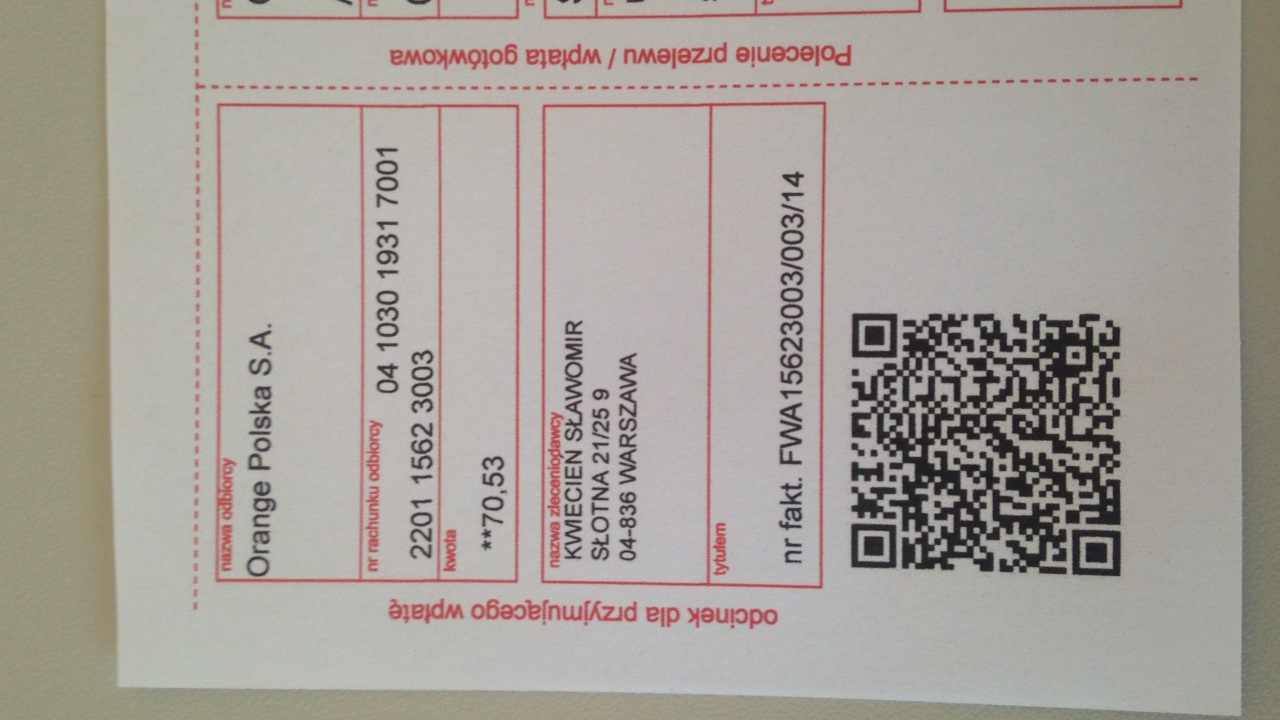 nazwa odbiorcy
Orange Polska S.A.
nr rachunku odbiorcy
04 1030 1931 7001
2201 1562 3003
kwota
**70,53
nazwa zleceniodawcy
KWIECIEŃ SŁAWOMIR
SŁOTNA 21/25 9
04-836 WARSZAWA
tytułem
nr fakt. FWA15623003/003/14
odcinek dla przyjmującego wpłatę
Polecenie przelewu / wpłata gotówkowa